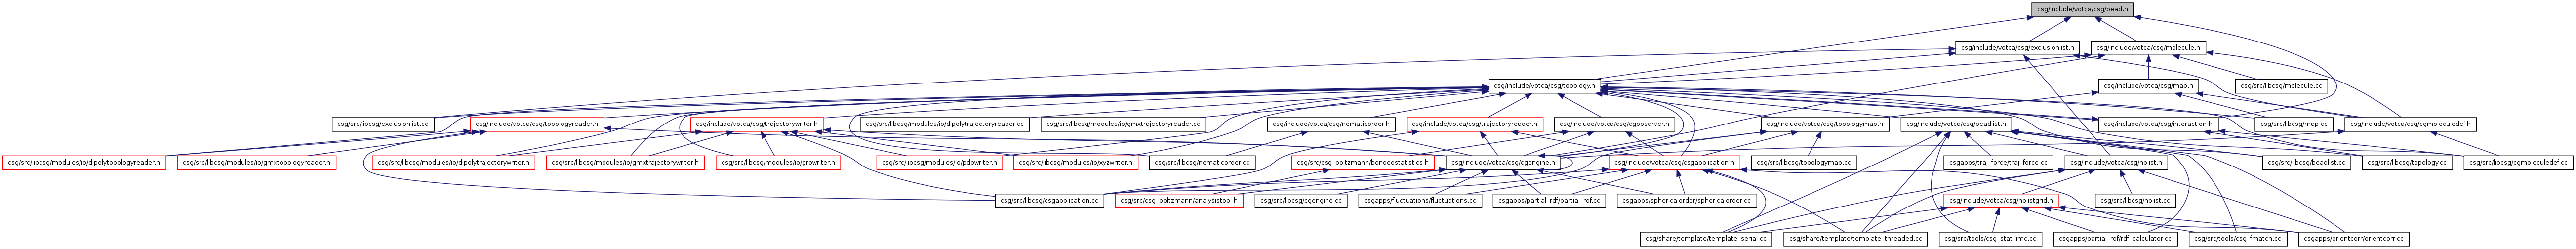 csg/include/votca/csg/bead.h
csg/include/votca/csg/exclusionlist.h
csg/include/votca/csg/molecule.h
csg/include/votca/csg/topology.h
csg/include/votca/csg/map.h
csg/src/libcsg/molecule.cc
csg/src/libcsg/exclusionlist.cc
csg/include/votca/csg/topologyreader.h
csg/include/votca/csg/trajectorywriter.h
csg/src/libcsg/modules/io/dlpolytrajectoryreader.cc
csg/src/libcsg/modules/io/gmxtrajectoryreader.cc
csg/include/votca/csg/nematicorder.h
csg/include/votca/csg/trajectoryreader.h
csg/include/votca/csg/cgobserver.h
csg/include/votca/csg/topologymap.h
csg/include/votca/csg/beadlist.h
csg/include/votca/csg/interaction.h
csg/src/libcsg/map.cc
csg/include/votca/csg/cgmoleculedef.h
csg/src/libcsg/modules/io/dlpolytopologyreader.h
csg/src/libcsg/modules/io/gmxtopologyreader.h
csg/src/libcsg/modules/io/dlpolytrajectorywriter.h
csg/src/libcsg/modules/io/gmxtrajectorywriter.h
csg/src/libcsg/modules/io/growriter.h
csg/src/libcsg/modules/io/pdbwriter.h
csg/src/libcsg/modules/io/xyzwriter.h
csg/src/libcsg/nematicorder.cc
csg/src/csg_boltzmann/bondedstatistics.h
csg/include/votca/csg/cgengine.h
csg/include/votca/csg/csgapplication.h
csg/src/libcsg/topologymap.cc
csgapps/traj_force/traj_force.cc
csg/include/votca/csg/nblist.h
csg/src/libcsg/beadlist.cc
csg/src/libcsg/topology.cc
csg/src/libcsg/cgmoleculedef.cc
csg/src/libcsg/csgapplication.cc
csg/src/csg_boltzmann/analysistool.h
csg/src/libcsg/cgengine.cc
csgapps/fluctuations/fluctuations.cc
csgapps/partial_rdf/partial_rdf.cc
csgapps/sphericalorder/sphericalorder.cc
csg/include/votca/csg/nblistgrid.h
csg/src/libcsg/nblist.cc
csg/share/template/template_serial.cc
csg/share/template/template_threaded.cc
csg/src/tools/csg_stat_imc.cc
csgapps/partial_rdf/rdf_calculator.cc
csg/src/tools/csg_fmatch.cc
csgapps/orientcorr/orientcorr.cc